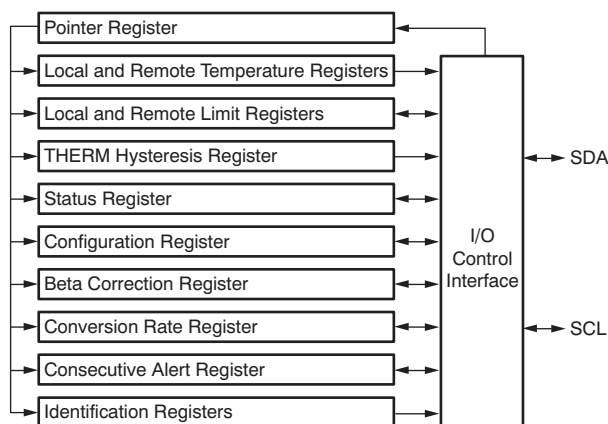 Pointer Register
Local and Remote Temperature Registers
Local and Remote Limit Registers
THERM Hysteresis Register
SDA
Status Register
Configuration Register
I/O
Control
Interface
Beta Correction Register
Conversion Rate Register
SCL
Consecutive Alert Register
Identification Registers